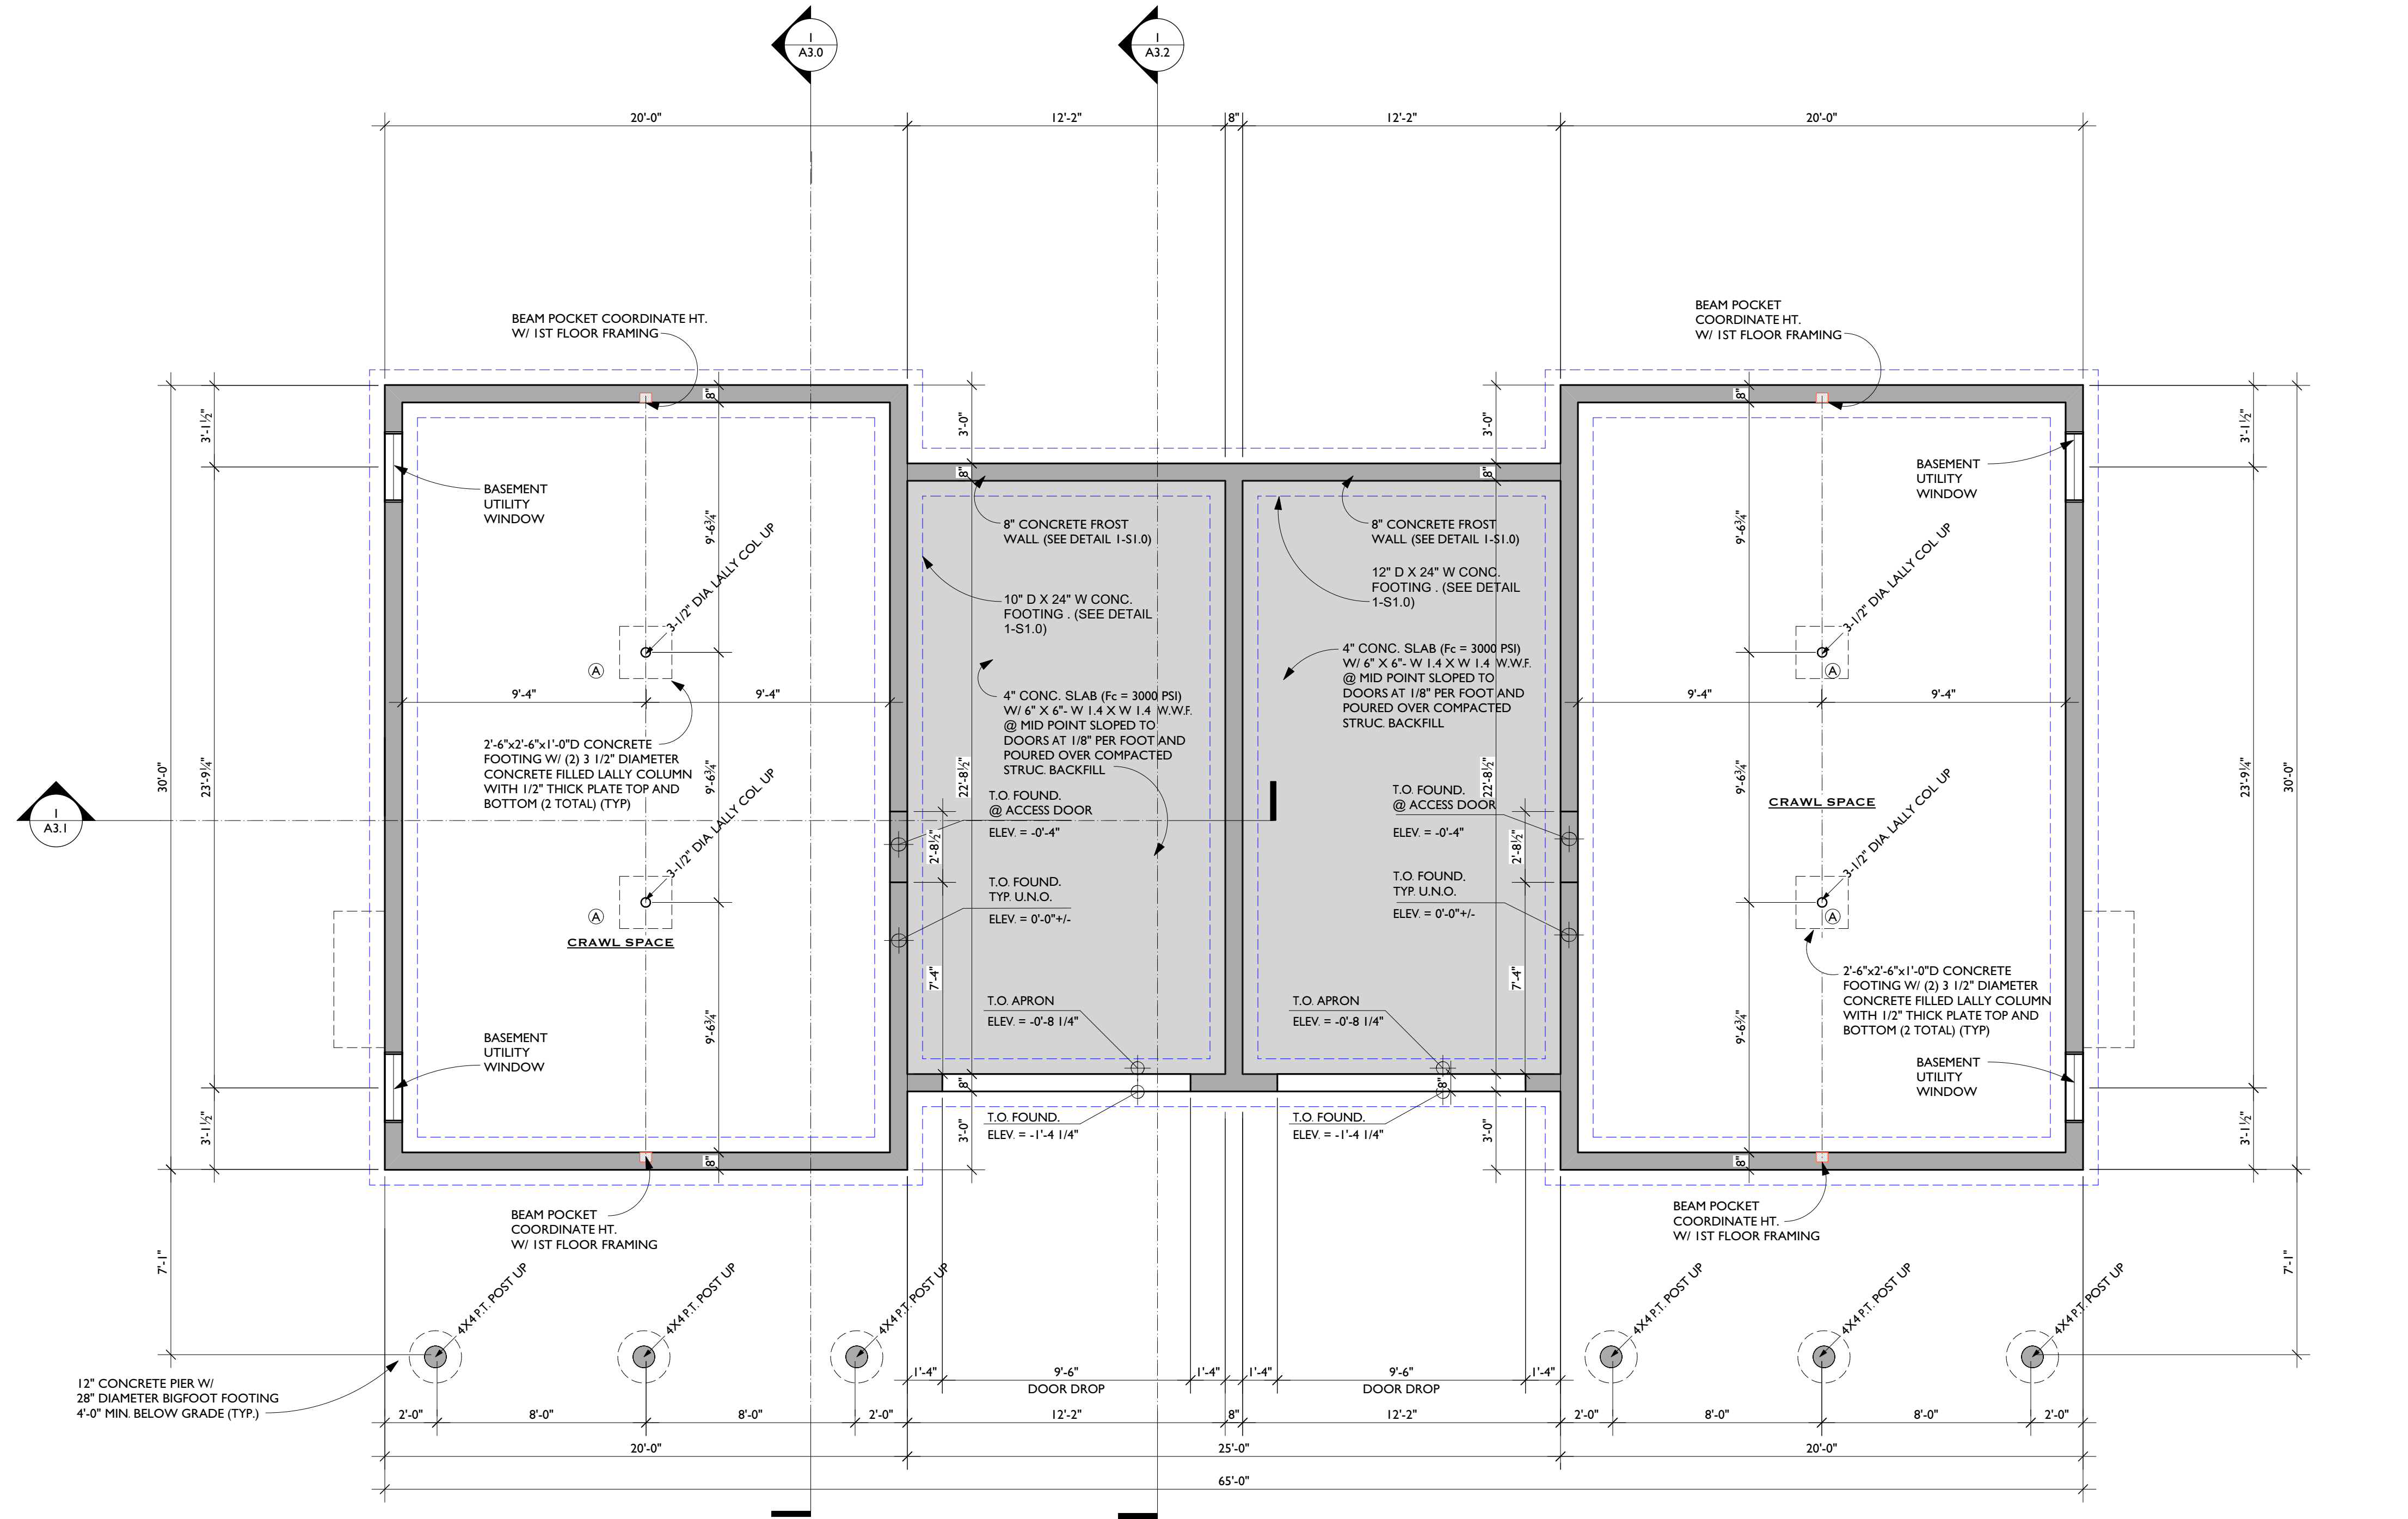 1
A3.0
1
A3.2
20'-0"
12'-2"
8"
12'-2"
20'-0"
BEAM POCKET COORDINATE HT.
W/ 1ST FLOOR FRAMING
BEAM POCKET
COORDINATE HT.
W/ 1ST FLOOR FRAMING
8"
8"
3'-1½"
3'-0"
3'-0"
3'-1½"
8"
8"
BASEMENT
UTILITY
WINDOW
BASEMENT
UTILITY
WINDOW
9'-6¾"
9'-6¾"
8" CONCRETE FROST
WALL (SEE DETAIL 1-S1.0)
8" CONCRETE FROST
WALL (SEE DETAIL 1-S1.0)
3-1/2" DIA. LALLY COL UP
3-1/2" DIA. LALLY COL UP
10" D X 24" W CONC.
FOOTING . (SEE DETAIL
1-S1.0)
12" D X 24" W CONC.
FOOTING . (SEE DETAIL
1-S1.0)
A
A
9'-4"
9'-4"
9'-4"
9'-4"
4" CONC. SLAB (Fc = 3000 PSI)
W/ 6" X 6"- W 1.4 X W 1.4 W.W.F.
@ MID POINT SLOPED TO
DOORS AT 1/8" PER FOOT AND
POURED OVER COMPACTED
STRUC. BACKFILL
4" CONC. SLAB (Fc = 3000 PSI)
W/ 6" X 6"- W 1.4 X W 1.4 W.W.F.
@ MID POINT SLOPED TO
DOORS AT 1/8" PER FOOT AND
POURED OVER COMPACTED
STRUC. BACKFILL
2'-6"x2'-6"x1'-0"D CONCRETE
FOOTING W/ (2) 3 1/2" DIAMETER
CONCRETE FILLED LALLY COLUMN
WITH 1/2" THICK PLATE TOP AND
BOTTOM (2 TOTAL) (TYP)
30'-0"
23'-9¼"
9'-6¾"
22'-8½"
22'-8½"
9'-6¾"
23'-9¼"
30'-0"
1
A3.1
3-1/2" DIA. LALLY COL UP
3-1/2" DIA. LALLY COL UP
T.O. FOUND.
@ ACCESS DOOR
ELEV. = -0'-4"
T.O. FOUND.
@ ACCESS DOOR
ELEV. = -0'-4"
CRAWL SPACE
2'-8½"
2'-8½"
T.O. FOUND.
TYP. U.N.O.
ELEV. = 0'-0"+/-
T.O. FOUND.
TYP. U.N.O.
ELEV. = 0'-0"+/-
A
A
CRAWL SPACE
7'-4"
7'-4"
2'-6"x2'-6"x1'-0"D CONCRETE
FOOTING W/ (2) 3 1/2" DIAMETER
CONCRETE FILLED LALLY COLUMN
WITH 1/2" THICK PLATE TOP AND
BOTTOM (2 TOTAL) (TYP)
T.O. APRON
ELEV. = -0'-8 1/4"
T.O. APRON
ELEV. = -0'-8 1/4"
9'-6¾"
9'-6¾"
BASEMENT
UTILITY
WINDOW
BASEMENT
UTILITY
WINDOW
8"
8"
T.O. FOUND.
ELEV. = -1'-4 1/4"
T.O. FOUND.
ELEV. = -1'-4 1/4"
3'-1½"
3'-0"
3'-0"
3'-1½"
8"
8"
BEAM POCKET
COORDINATE HT.
W/ 1ST FLOOR FRAMING
BEAM POCKET
COORDINATE HT.
W/ 1ST FLOOR FRAMING
7'-1"
7'-1"
4X4 P.T. POST UP
4X4 P.T. POST UP
4X4 P.T. POST UP
4X4 P.T. POST UP
4X4 P.T. POST UP
4X4 P.T. POST UP
12" CONCRETE PIER W/
28" DIAMETER BIGFOOT FOOTING
4'-0" MIN. BELOW GRADE (TYP.)
1'-4"
9'-6"
DOOR DROP
1'-4"
1'-4"
9'-6"
DOOR DROP
1'-4"
2'-0"
8'-0"
8'-0"
2'-0"
12'-2"
8"
12'-2"
2'-0"
8'-0"
8'-0"
2'-0"
20'-0"
25'-0"
20'-0"
65'-0"